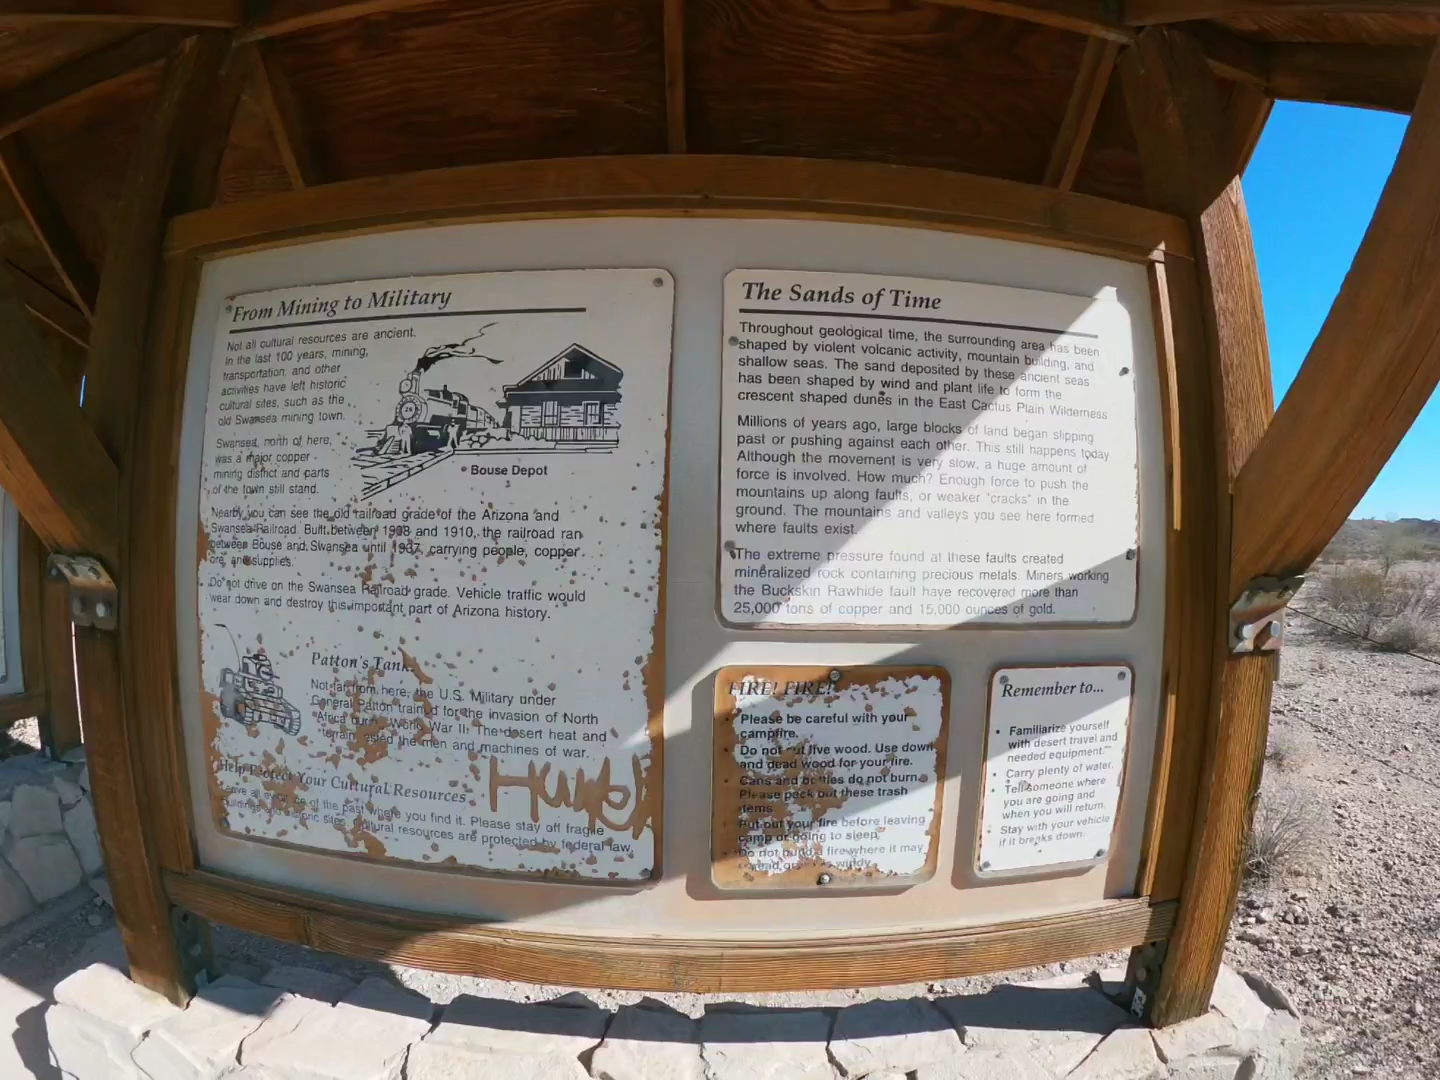 From Mining to Military
Not all cultural resources are ancient.
In the last 100 years, mining,
transportation, and other
activities have left historic
cultural sites, such as the
old Swansea mining town.
Swansea, north of here,
was a major copper
mining district and parts
of the town still stand.
Bouse Depot
Nearby you can see the old railroad grade of the Arizona and
Swansea Railroad. Built between 1908 and 1910, the railroad ran
between Bouse and Swansea until 1937, carrying people, copper
ore, and supplies.
Do not drive on the Swansea Railroad grade. Vehicle traffic would
wear down and destroy this important part of Arizona history.
Patton's Tank
Not far from here, the U.S. Military under
General Patton trained for the invasion of North
Africa during World War II. The desert heat and
terrain tested the men and machines of war.
Help Protect Your Cultural Resources
of the past where you find it. Please stay off fragile
sites. cultural resources are protected by federal law.
The Sands of Time
Throughout geological time, the surrounding area has been
shaped by violent volcanic activity, mountain building, and
shallow seas. The sand deposited by these ancient seas
has been shaped by wind and plant life to form the
crescent shaped dunes in the East Cactus Plain Wilderness
Millions of years ago, large blocks of land began slipping
past or pushing against each other. This still happens today
Although the movement is very slow, a huge amount of
force is involved. How much? Enough force to push the
mountains up along faults, or weaker "cracks" in the
ground. The mountains and valleys you see here formed
where faults exist.
The extreme pressure found at these faults created
mineralized rock containing precious metals. Miners working
the Buckskin Rawhide fault have recovered more than
25,000 tons of copper and 15,000 ounces of gold.
FIRE! FIRE!
• Please be careful with your
campfire.
• Do not cut live wood. Use down
and dead wood for your fire.
• Cans and bottles do not burn.
Please pack out these trash
items.
• Put out your fire before leaving
camp or going to sleep.
• Do not build a fire where it may
spread or windy.
Remember to...
• Familiarize yourself
with desert travel and
needed equipment.
• Carry plenty of water.
• Tell someone where
you are going and
when you will return.
• Stay with your vehicle
if it breaks down.